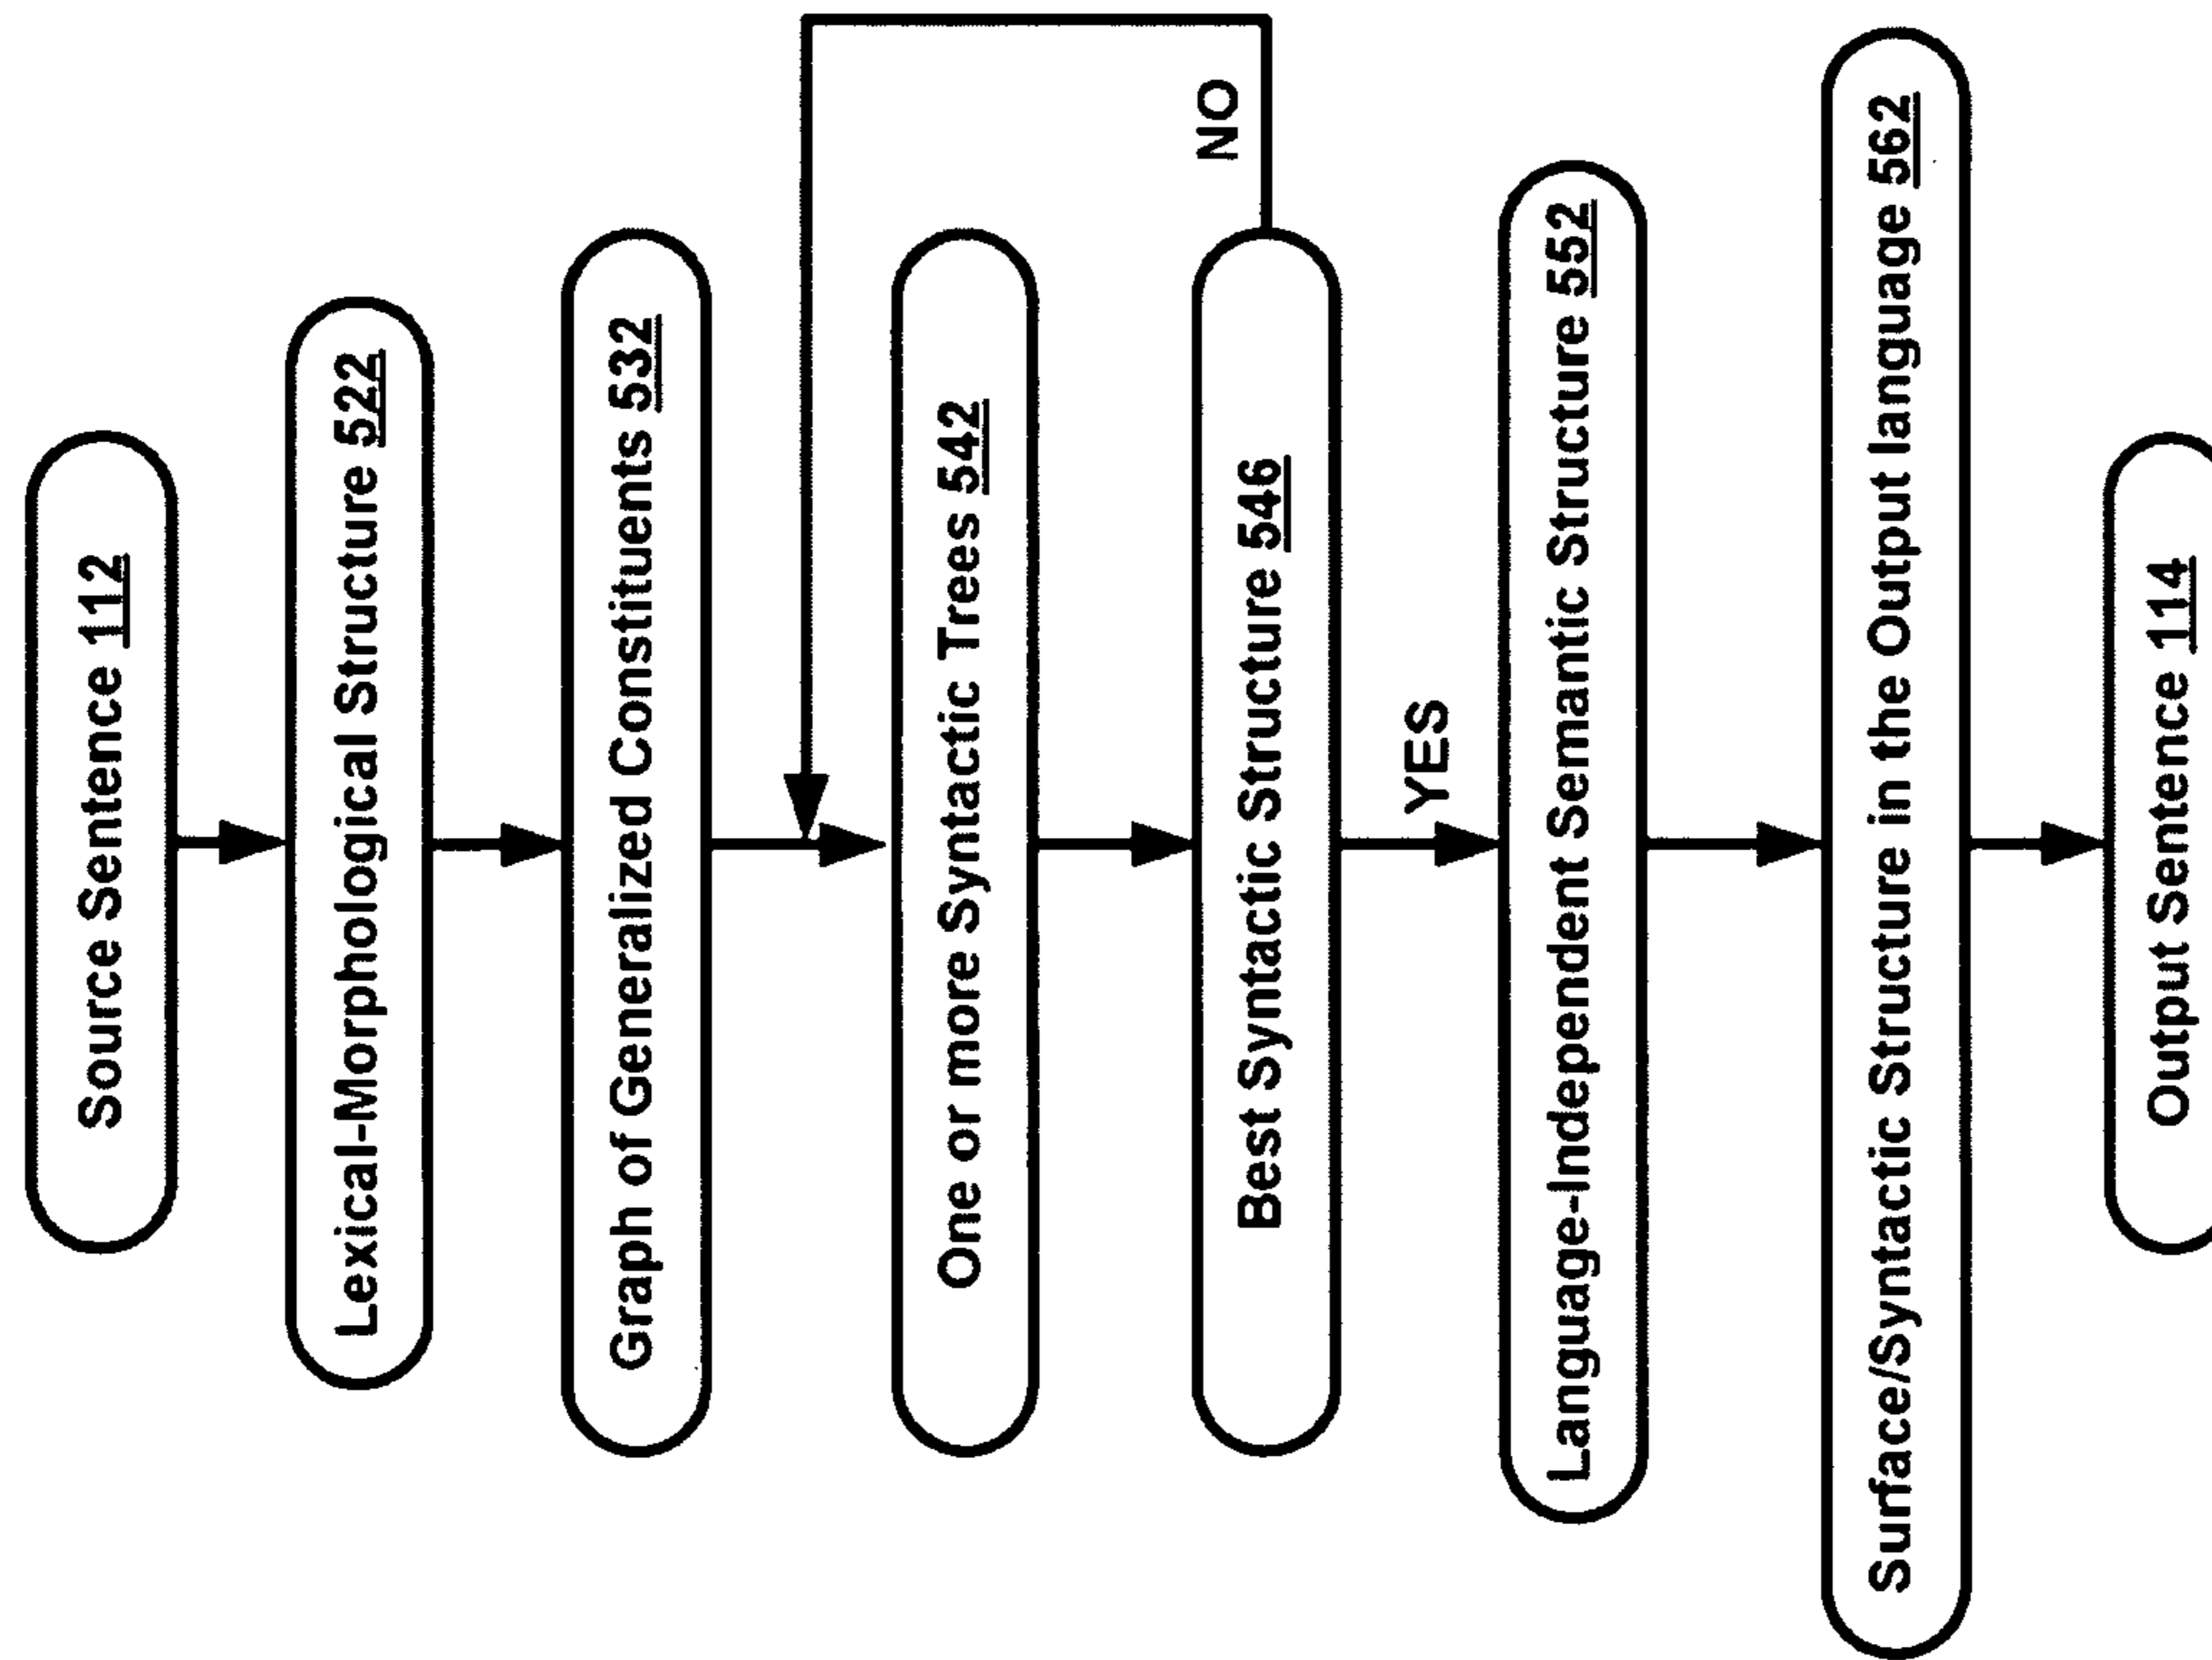 Source Sentence 112
Lexical-Morphological Structure 522
Graph of Generalized Constituents 532
One or more Syntactic Trees 542
Best Syntactic Structure 546
NO
YES
Language-Independent Semantic Structure 552
Surface/Syntactic Structure in the Output language 562
Output Sentence 114